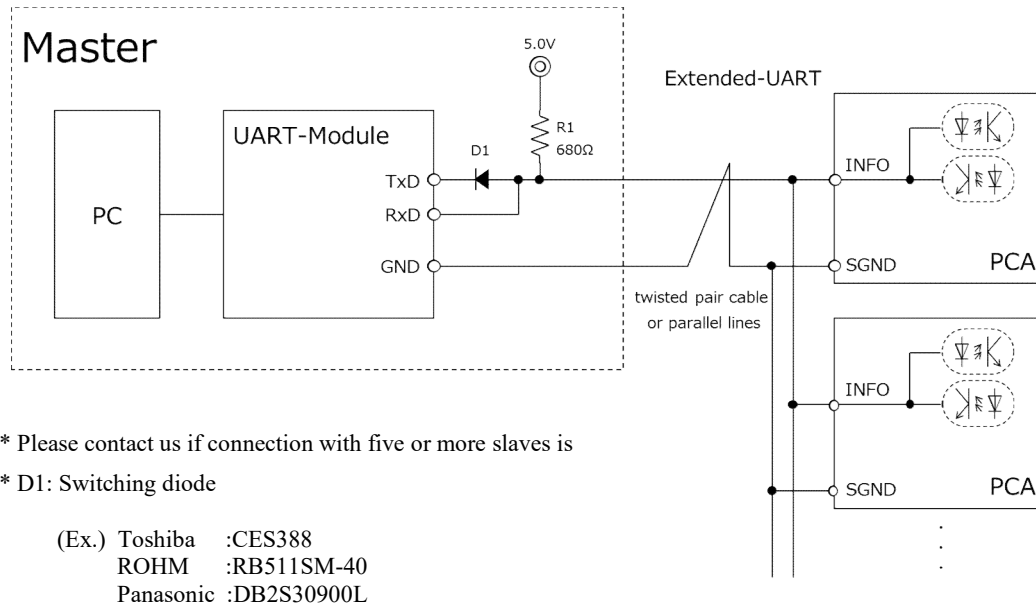 Master
5.0V
Extended-UART
R1
680Ω
UART-Module
D1
TxD
INFO
RxD
PC
GND
SGND
PCA
twisted pair cable
or parallel lines
INFO
* Please contact us if connection with five or more slaves is
* D1: Switching diode
SGND
PCA
(Ex.) Toshiba :CES388
ROHM :RB511SM-40
Panasonic :DB2S30900L